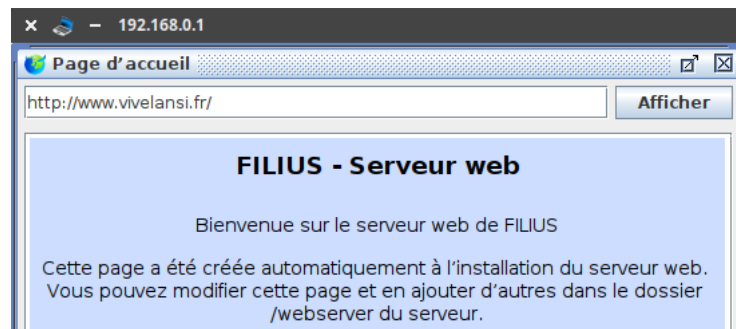 192.168.0.1
Page d'accueil
http://www.vivelansi.fr/
Afficher
FILIUS - Serveur web
Bienvenue sur le serveur web de FILIUS
Cette page a été créée automatiquement à l'installation du serveur web.
Vous pouvez modifier cette page et en ajouter d'autres dans le dossier
/webserver du serveur.